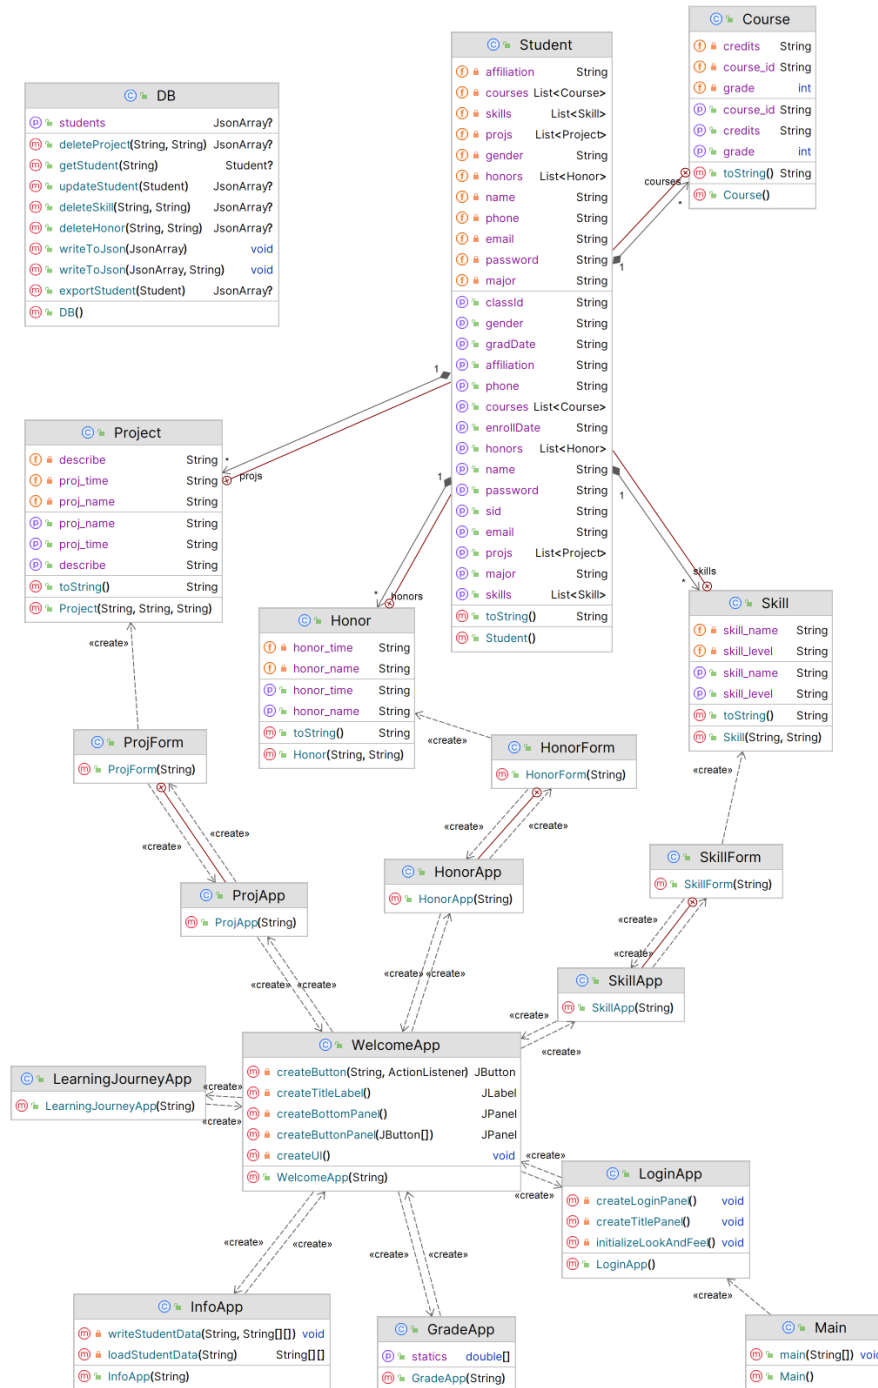 DB
students JsonArray?
deleteProject(String, String) JsonArray?
getStudent(String) Student?
updateStudent(Student) JsonArray?
deleteSkill(String, String) JsonArray?
deleteHonor(String, String) JsonArray?
writeToJson(JsonArray) void
writeToJson(JsonArray, String) void
exportStudent(Student) JsonArray?
DB()
Student
affiliation String
courses List<Course>
skills List<Skill>
projs List<Project>
gender String
honors List<Honor>
name String
phone String
email String
password String
major String
classId String
gender String
gradDate String
affiliation String
phone String
courses List<Course>
enrollDate String
honors List<Honor>
name String
password String
sid String
email String
projs List<Project>
major String
skills List<Skill>
toString() String
Student()
Course
credits String
course_id String
grade int
course_id String
credits String
grade int
toString() String
Course()
courses
*
1
1
*
projs
1
*
honors
1
*
skills
Project
describe String
proj_time String
proj_name String
proj_name String
proj_time String
describe String
toString() String
Project(String, String, String)
Honor
honor_time String
honor_name String
honor_time String
honor_name String
toString() String
Honor(String, String)
Skill
skill_name String
skill_level String
skill_name String
skill_level String
toString() String
Skill(String, String)
«create»
«create»
«create»
ProjForm
ProjForm(String)
HonorForm
HonorForm(String)
SkillForm
SkillForm(String)
«create»
«create»
«create»
«create»
«create»
«create»
ProjApp
ProjApp(String)
HonorApp
HonorApp(String)
SkillApp
SkillApp(String)
«create»
«create»
«create»
«create»
«create»
«create»
WelcomeApp
createButton(String, ActionListener) JButton
createTitleLabel() JLabel
createBottomPanel() JPanel
createButtonPanel(JButton[]) JPanel
createUI() void
WelcomeApp(String)
LearningJourneyApp
LearningJourneyApp(String)
«create»
«create»
LoginApp
createLoginPanel() void
createTitlePanel() void
initializeLookAndFeel() void
LoginApp()
«create»
«create»
«create»
«create»
«create»
«create»
«create»
InfoApp
writeStudentData(String, String[][]) void
loadStudentData(String) String[][]
InfoApp(String)
GradeApp
statics double[]
GradeApp(String)
Main
main(String[]) void
Main()